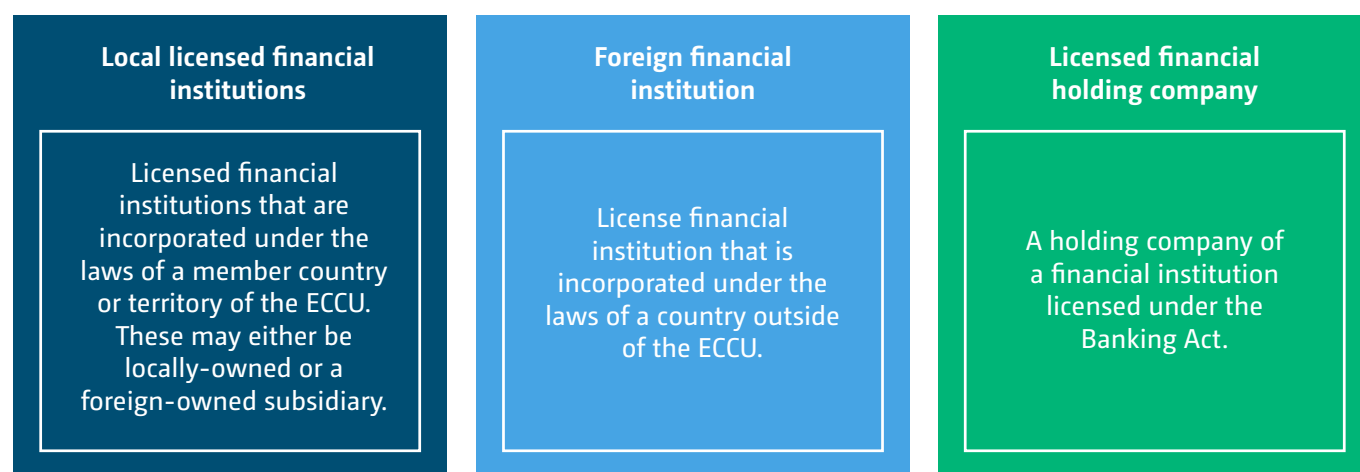 Local licensed financial
institutions
Licensed financial
institutions that are
incorporated under the
laws of a member country
or territory of the ECCU.
These may either be
locally-owned or a
foreign-owned subsidiary.
Foreign financial
institution
License financial
institution that is
incorporated under the
laws of a country outside
of the ECCU.
Licensed financial
holding company
A holding company of
a financial institution
licensed under the
Banking Act.